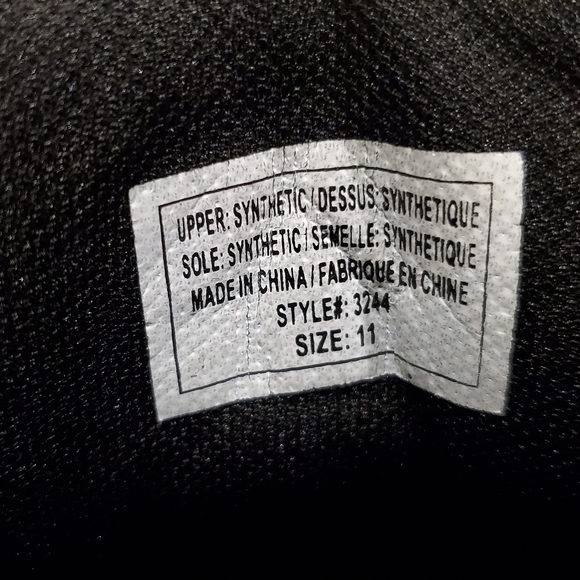 UPPER: SYNTHETIC / DESSUS: SYNTHETIQUE
SOLE: SYNTHETIC / SEMELLE: SYNTHETIQUE
MADE IN CHINA / FABRIQUE EN CHINE
STYLE#: 3244
SIZE: 11